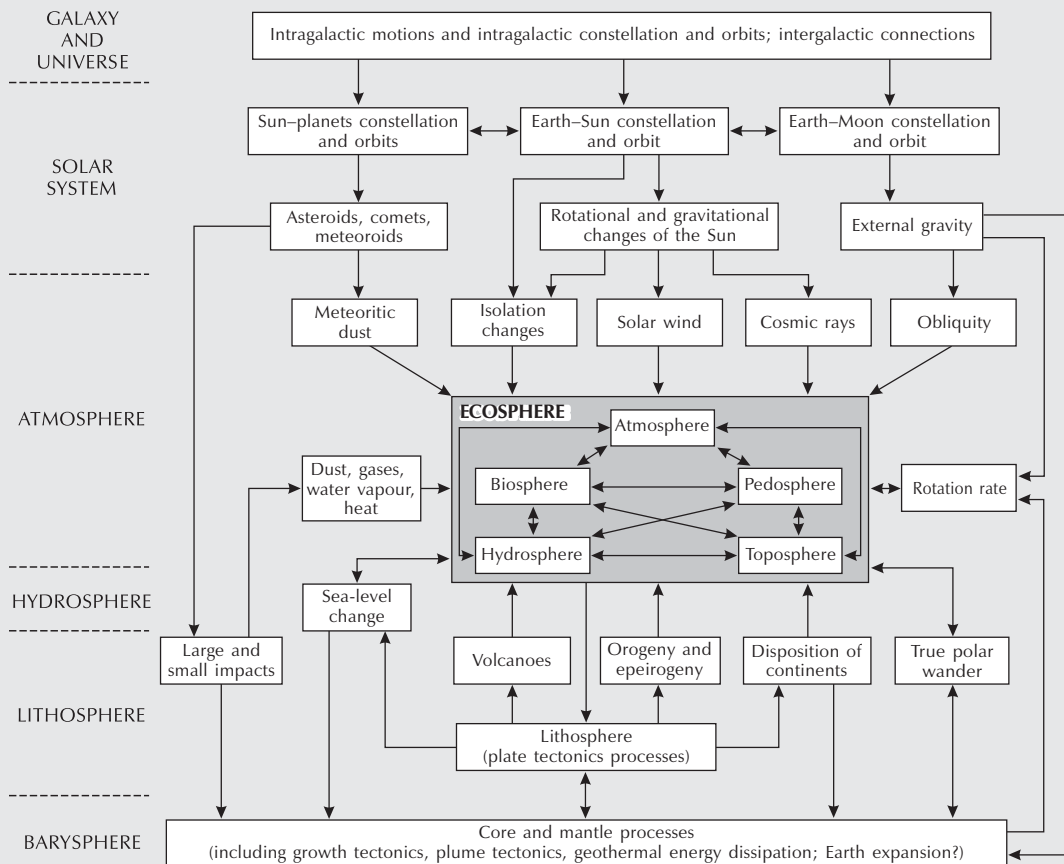 GALAXY
AND
UNIVERSE
Intragalactic motions and intragalactic constellation and orbits; intergalactic connections
SOLAR
SYSTEM
Sun–planets constellation
and orbits
Earth–Sun constellation
and orbit
Earth–Moon constellation
and orbit
Asteroids, comets,
meteoroids
Rotational and gravitational
changes of the Sun
External gravity
ATMOSPHERE
Meteoritic
dust
Isolation
changes
Solar wind
Cosmic rays
Obliquity
ECOSPHERE
Atmosphere
Biosphere
Pedosphere
Hydrosphere
Toposphere
Dust, gases,
water vapour,
heat
Rotation rate
HYDROSPHERE
Sea-level
change
LITHOSPHERE
Large and
small impacts
Volcanoes
Orogeny and
epeirogeny
Disposition of
continents
True polar
wander
Lithosphere
(plate tectonics processes)
BARYSPHERE
Core and mantle processes
(including growth tectonics, plume tectonics, geothermal energy dissipation; Earth expansion?)